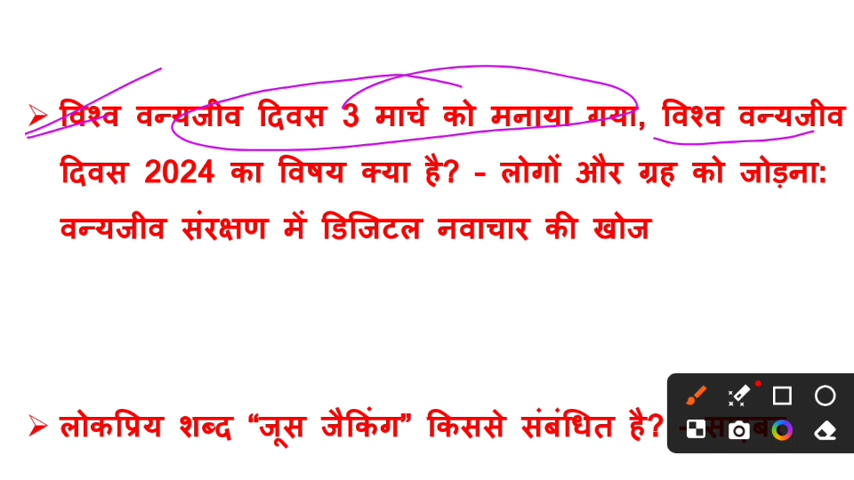 विश्व वन्यजीव दिवस 3 मार्च को मनाया गया, विश्व वन्यजीव
दिवस 2024 का विषय क्या है? - लोगों और ग्रह को जोड़ना:
वन्यजीव संरक्षण में डिजिटल नवाचार की खोज
लोकप्रिय शब्द “जूस जैकिंग” किससे संबंधित है? -